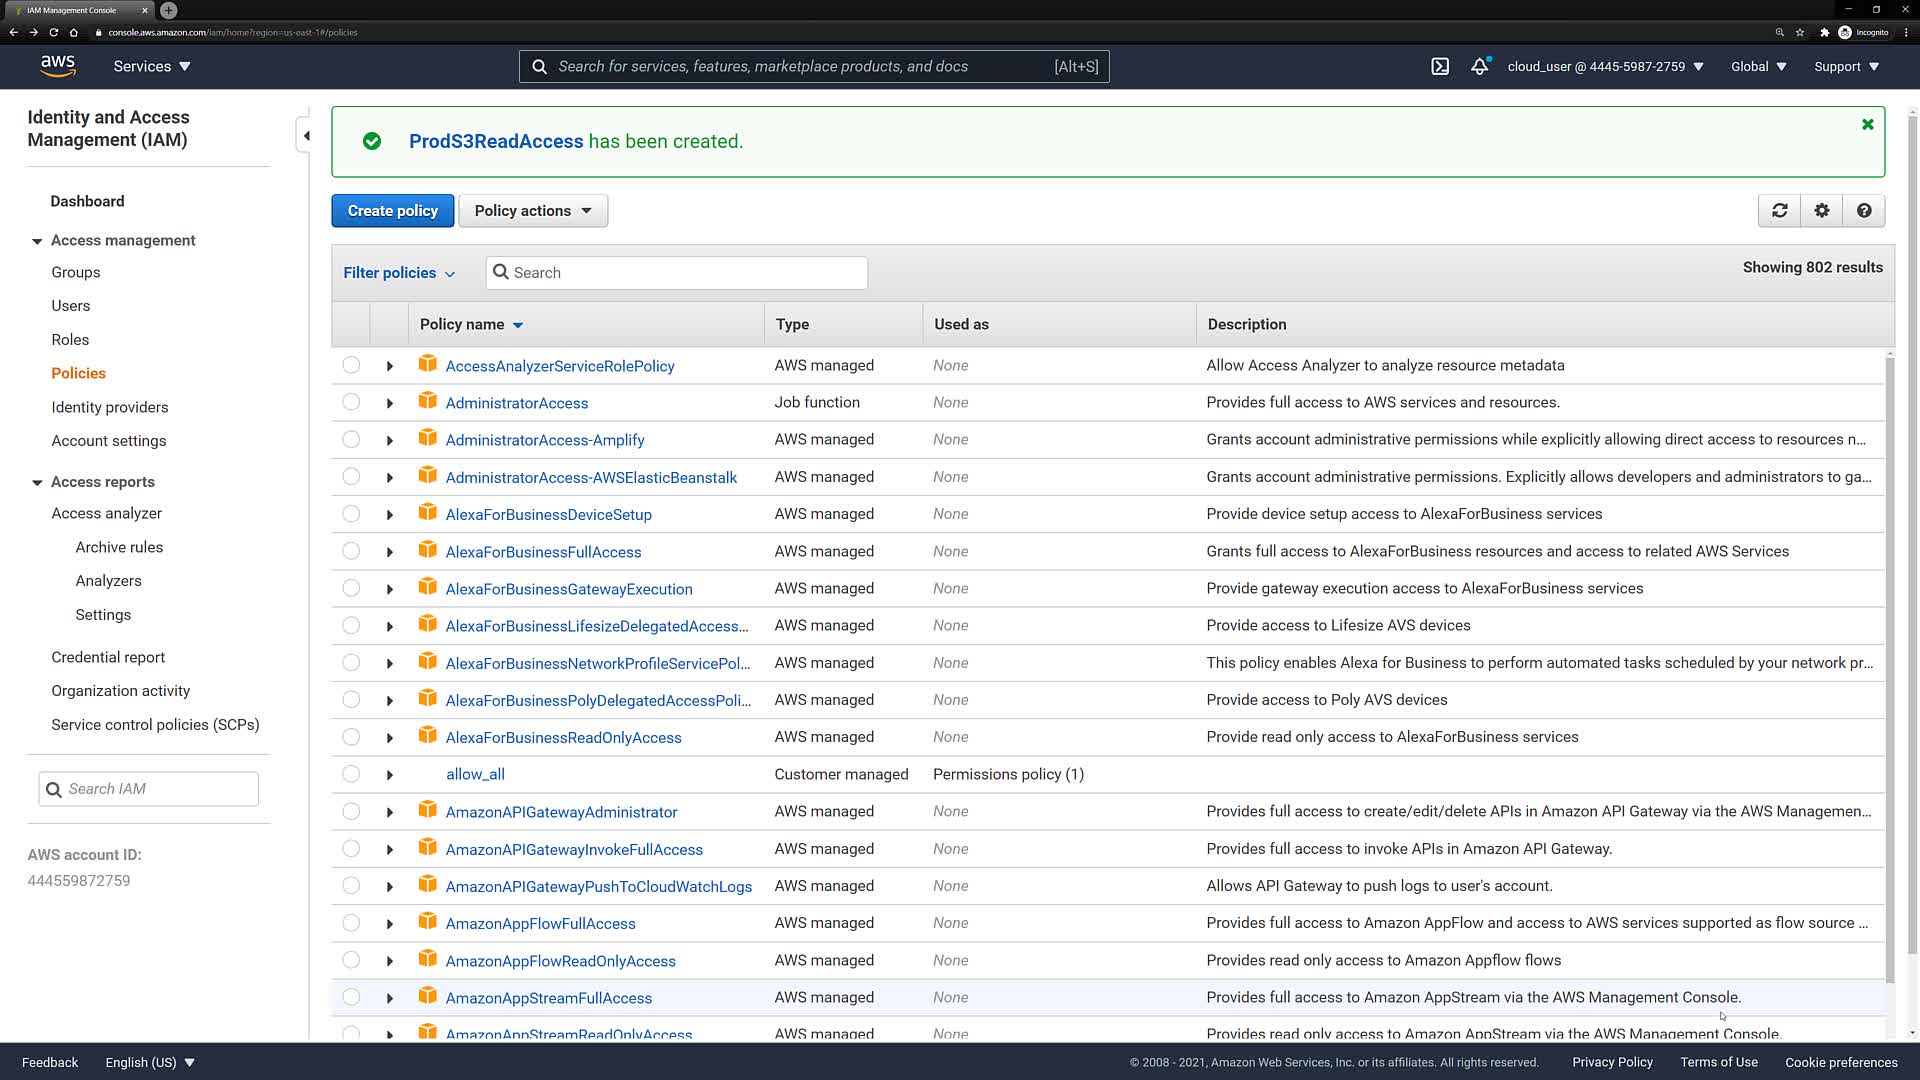 IAM Management Console
console.aws.amazon.com/iam/home?region=us-east-1#/policies
Incognito
aws
Services
Search for services, features, marketplace products, and docs
[Alt+S]
cloud_user @ 4445-5987-2759
Global
Support
Identity and Access
Management (IAM)
Dashboard
Access management
Groups
Users
Roles
Policies
Identity providers
Account settings
Access reports
Access analyzer
Archive rules
Analyzers
Settings
Credential report
Organization activity
Service control policies (SCPs)
Search IAM
AWS account ID:
444559872759
ProdS3ReadAccess has been created.
Create policy
Policy actions
Filter policies
Search
Showing 802 results
Policy name Type Used as Description
AccessAnalyzerServiceRolePolicy AWS managed None Allow Access Analyzer to analyze resource metadata
AdministratorAccess Job function None Provides full access to AWS services and resources.
AdministratorAccess-Amplify AWS managed None Grants account administrative permissions while explicitly allowing direct access to resources n...
AdministratorAccess-AWSElasticBeanstalk AWS managed None Grants account administrative permissions. Explicitly allows developers and administrators to ga...
AlexaForBusinessDeviceSetup AWS managed None Provide device setup access to AlexaForBusiness services
AlexaForBusinessFullAccess AWS managed None Grants full access to AlexaForBusiness resources and access to related AWS Services
AlexaForBusinessGatewayExecution AWS managed None Provide gateway execution access to AlexaForBusiness services
AlexaForBusinessLifesizeDelegatedAccess... AWS managed None Provide access to Lifesize AVS devices
AlexaForBusinessNetworkProfileServicePol... AWS managed None This policy enables Alexa for Business to perform automated tasks scheduled by your network pr...
AlexaForBusinessPolyDelegatedAccessPoli... AWS managed None Provide access to Poly AVS devices
AlexaForBusinessReadOnlyAccess AWS managed None Provide read only access to AlexaForBusiness services
allow_all Customer managed Permissions policy (1)
AmazonAPIGatewayAdministrator AWS managed None Provides full access to create/edit/delete APIs in Amazon API Gateway via the AWS Managemen...
AmazonAPIGatewayInvokeFullAccess AWS managed None Provides full access to invoke APIs in Amazon API Gateway.
AmazonAPIGatewayPushToCloudWatchLogs AWS managed None Allows API Gateway to push logs to user's account.
AmazonAppFlowFullAccess AWS managed None Provides full access to Amazon AppFlow and access to AWS services supported as flow source ...
AmazonAppFlowReadOnlyAccess AWS managed None Provides read only access to Amazon Appflow flows
AmazonAppStreamFullAccess AWS managed None Provides full access to Amazon AppStream via the AWS Management Console.
AmazonAppStreamReadOnlyAccess AWS managed None Provides read only access to Amazon AppStream via the AWS Management Console.
Feedback
English (US)
© 2008 - 2021, Amazon Web Services, Inc. or its affiliates. All rights reserved.
Privacy Policy
Terms of Use
Cookie preferences